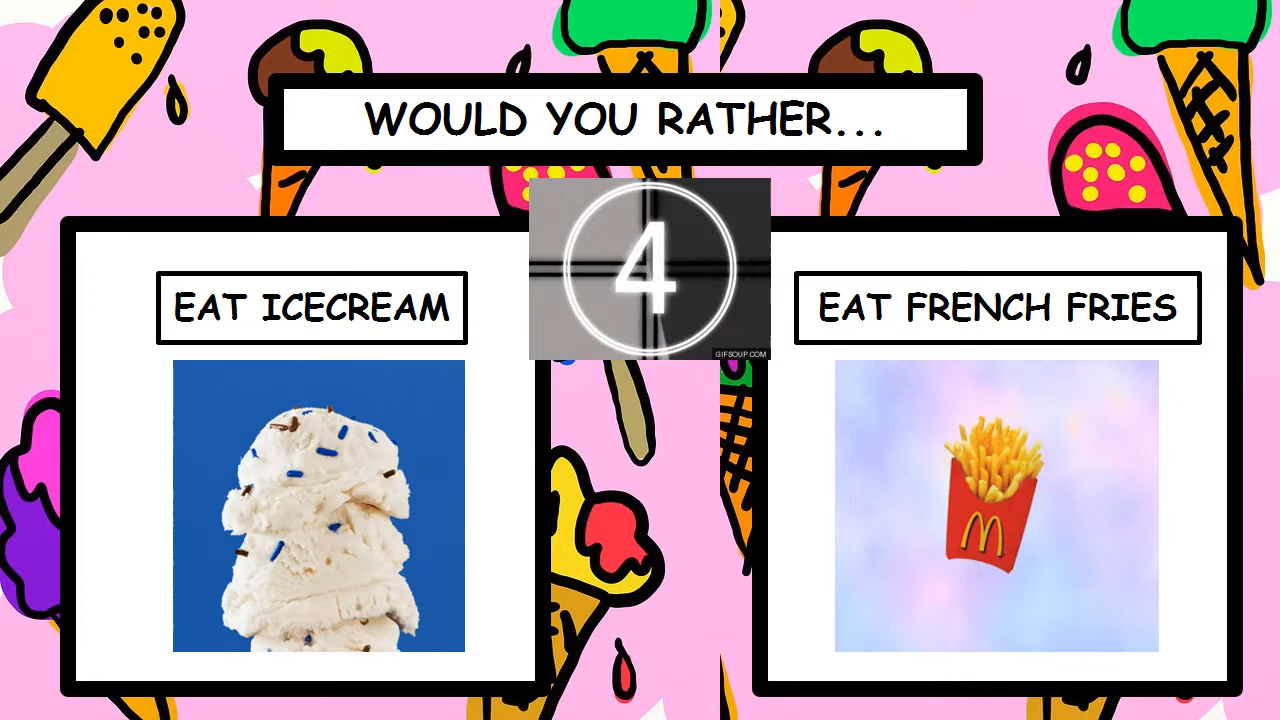 WOULD YOU RATHER...
4
GIFSOUP.COM
EAT ICECREAM
EAT FRENCH FRIES
M